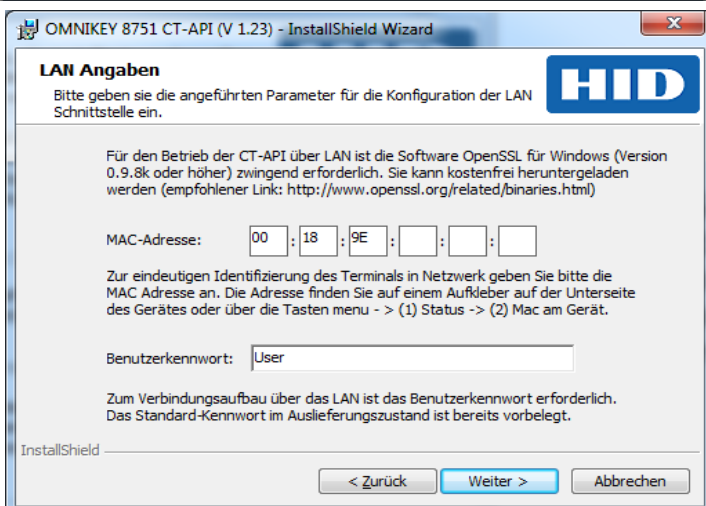 OMNIKEY 8751 CT-API (V 1.23) - InstallShield Wizard
LAN Angaben
Bitte geben sie die angeführten Parameter für die Konfiguration der LAN
Schnittstelle ein.
HID
Für den Betrieb der CT-API über LAN ist die Software OpenSSL für Windows (Version
0.9.8k oder höher) zwingend erforderlich. Sie kann kostenfrei heruntergeladen
werden (empfohlener Link: http://www.openssl.org/related/binaries.html)
MAC-Adresse: 00 : 18 : 9E : : :
Zur eindeutigen Identifizierung des Terminals in Netzwerk geben Sie bitte die
MAC Adresse an. Die Adresse finden Sie auf einem Aufkleber auf der Unterseite
des Gerätes oder über die Tasten menu - > (1) Status -> (2) Mac am Gerät.
Benutzerkennwort: User
Zum Verbindungsaufbau über das LAN ist das Benutzerkennwort erforderlich.
Das Standard-Kennwort im Auslieferungszustand ist bereits vorbelegt.
InstallShield
< Zurück Weiter > Abbrechen